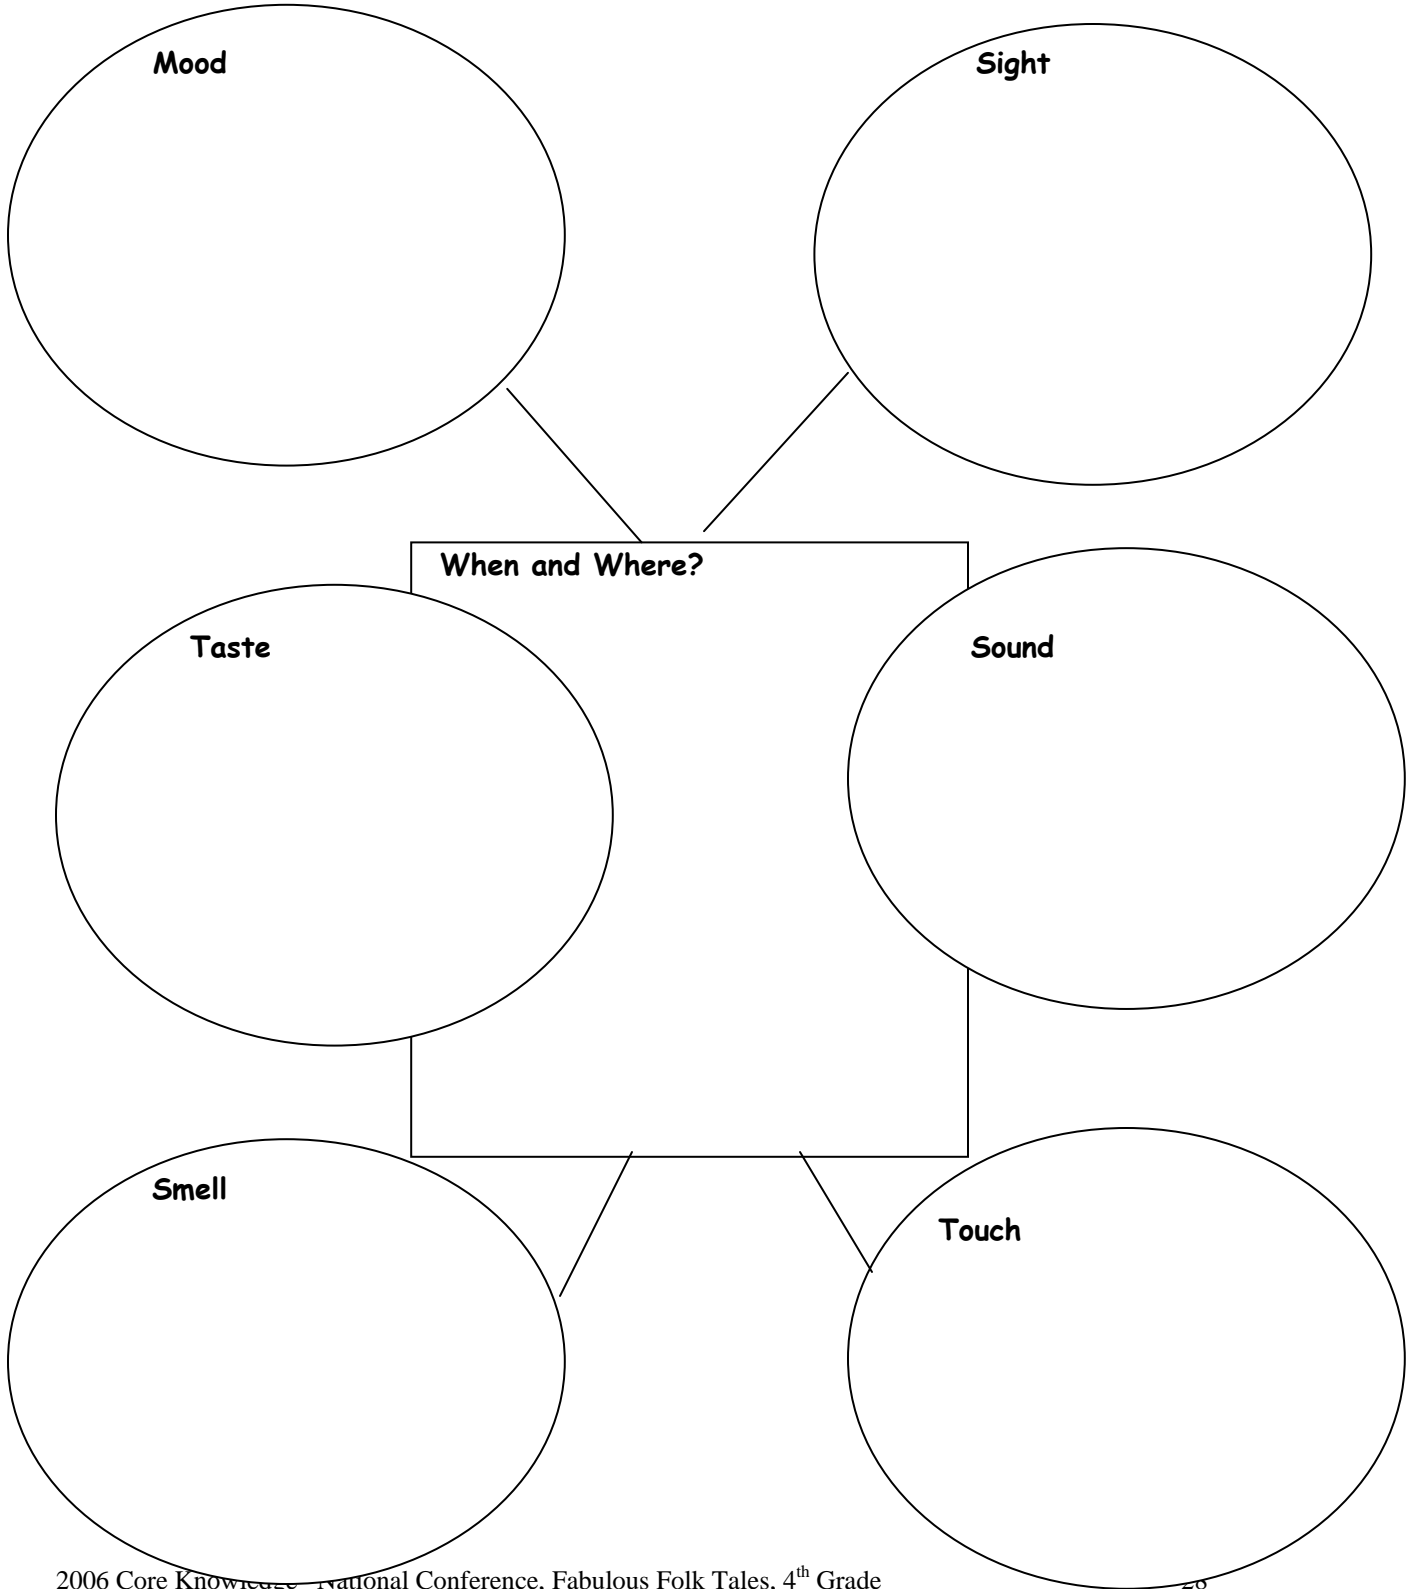 Mood
Sight
When and Where?
Taste
Sound
Smell
Touch
2006 Core Knowledge National Conference, Fabulous Folk Tales, 4th Grade 28